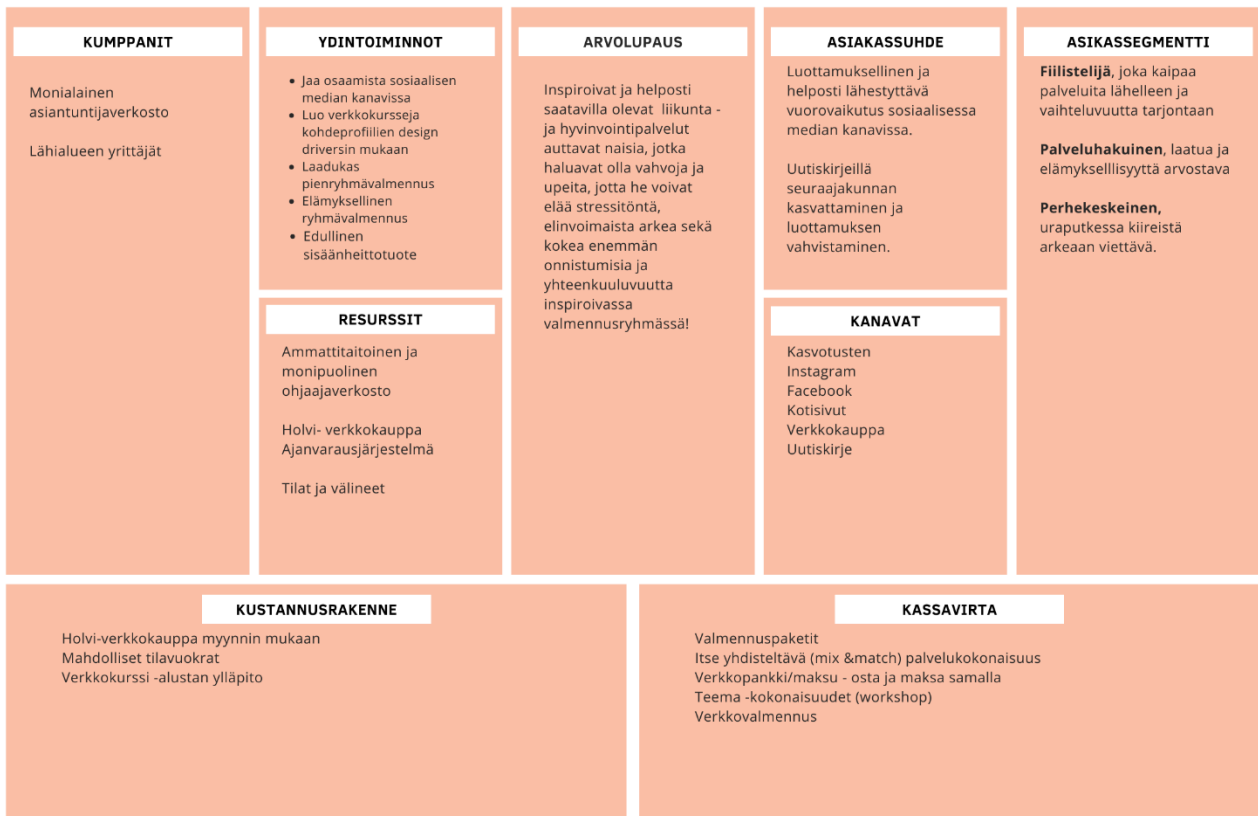 KUMPPANIT
Monialainen
asiantuntijaverkosto
Lähialueen yrittäjät
YDINTOIMINNOT
• Jaa osaamista sosiaalisen
median kanavissa
• Luo verkkokursseja
kohdeprofiilien design
driversin mukaan
• Laadukas
pienryhmävalmennus
• Elämyksellinen
ryhmävalmennus
• Edullinen
sisäänheittotuote
RESURSSIT
Ammattitaitoinen ja
monipuolinen
ohjaajaverkosto
Holvi- verkkokauppa
Ajanvarausjärjestelmä
Tilat ja välineet
ARVOLUPAUS
Inspiroivat ja helposti
saatavilla olevat liikunta -
ja hyvinvointipalvelut
auttavat naisia, jotka
haluavat olla vahvoja ja
upeita, jotta he voivat
elää stressitöntä,
elinvoimaista arkea sekä
kokea enemmän
onnistumisia ja
yhteenkuuluvuutta
inspiroivassa
valmennusryhmässä!
ASIAKASSUHDE
Luottamuksellinen ja
helposti lähestyttävä
vuorovaikutus sosiaalisessa
median kanavissa.
Uutiskirjeillä
seuraajakunnan
kasvattaminen ja
luottamuksen
vahvistaminen.
KANAVAT
Kasvotusten
Instagram
Facebook
Kotisivut
Verkkokauppa
Uutiskirje
ASIKASSEGMENTTI
Fiilistelijä, joka kaipaa
palveluita lähelleen ja
vaihteluvuutta tarjontaan
Palveluhakuinen, laatua ja
elämykselllisyyttä arvostava
Perhekeskeinen,
uraputkessa kiireistä
arkeaan viettävä.
KUSTANNUSRAKENNE
Holvi-verkkokauppa myynnin mukaan
Mahdolliset tilavuokrat
Verkkokurssi -alustan ylläpito
KASSAVIRTA
Valmennuspaketit
Itse yhdisteltävä (mix &match) palvelukokonaisuus
Verkkopankki/maksu - osta ja maksa samalla
Teema -kokonaisuudet (workshop)
Verkkovalmennus